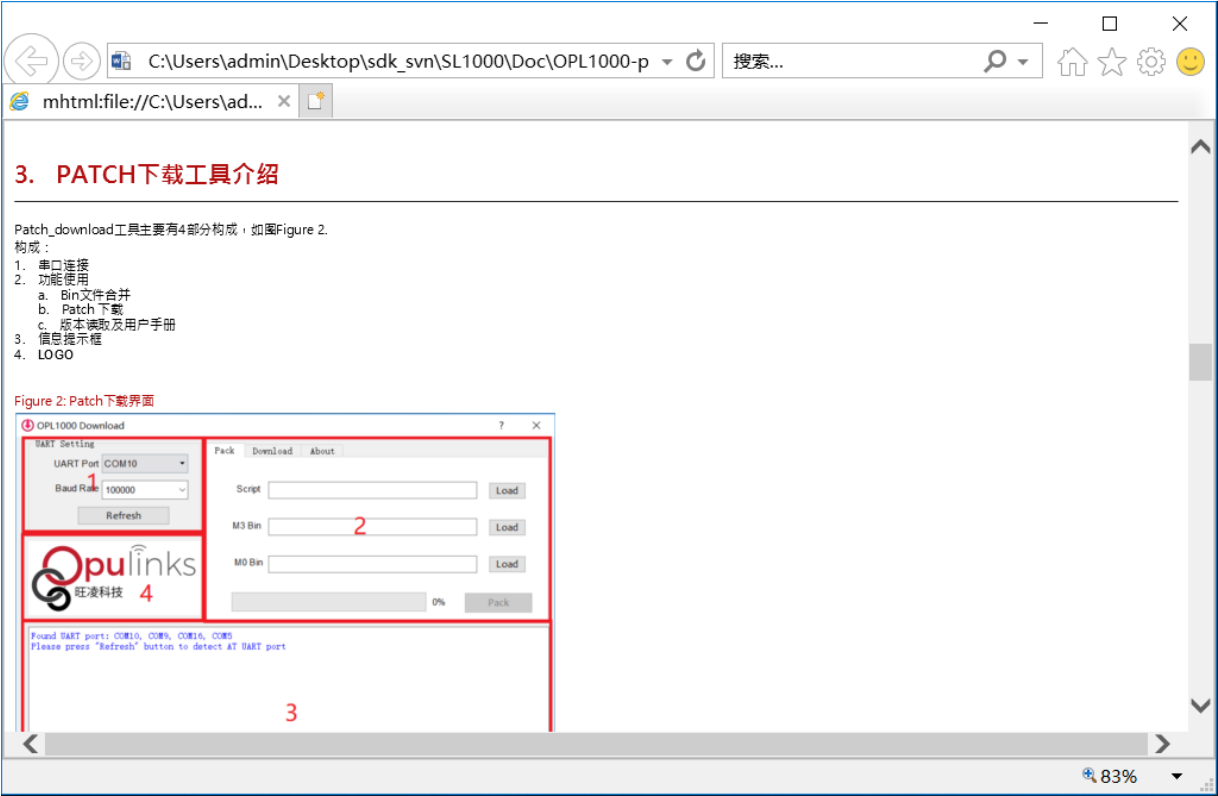 C:\Users\admin\Desktop\sdk_svn\SL1000\Doc\OPL1000-p
搜索...
mhtml:file://C:\Users\ad...
3. PATCH下载工具介绍
Patch_download工具主要有4部分构成，如图Figure 2.
构成：
1. 串口连接
2. 功能使用
a. Bin文件合并
b. Patch 下载
c. 版本读取及用户手册
3. 信息提示框
4. LOGO
Figure 2: Patch下载界面
OPL1000 Download
?
UART Setting
UART Port COM10
1
Baud Rate 100000
Refresh
Pack Download About
Script Load
M3 Bin 2 Load
M0 Bin Load
0% Pack
Opulinks
旺凌科技 4
Found UART port: COM10, COM9, COM16, COM5
Please press "Refresh" button to detect AT UART port
3
83%